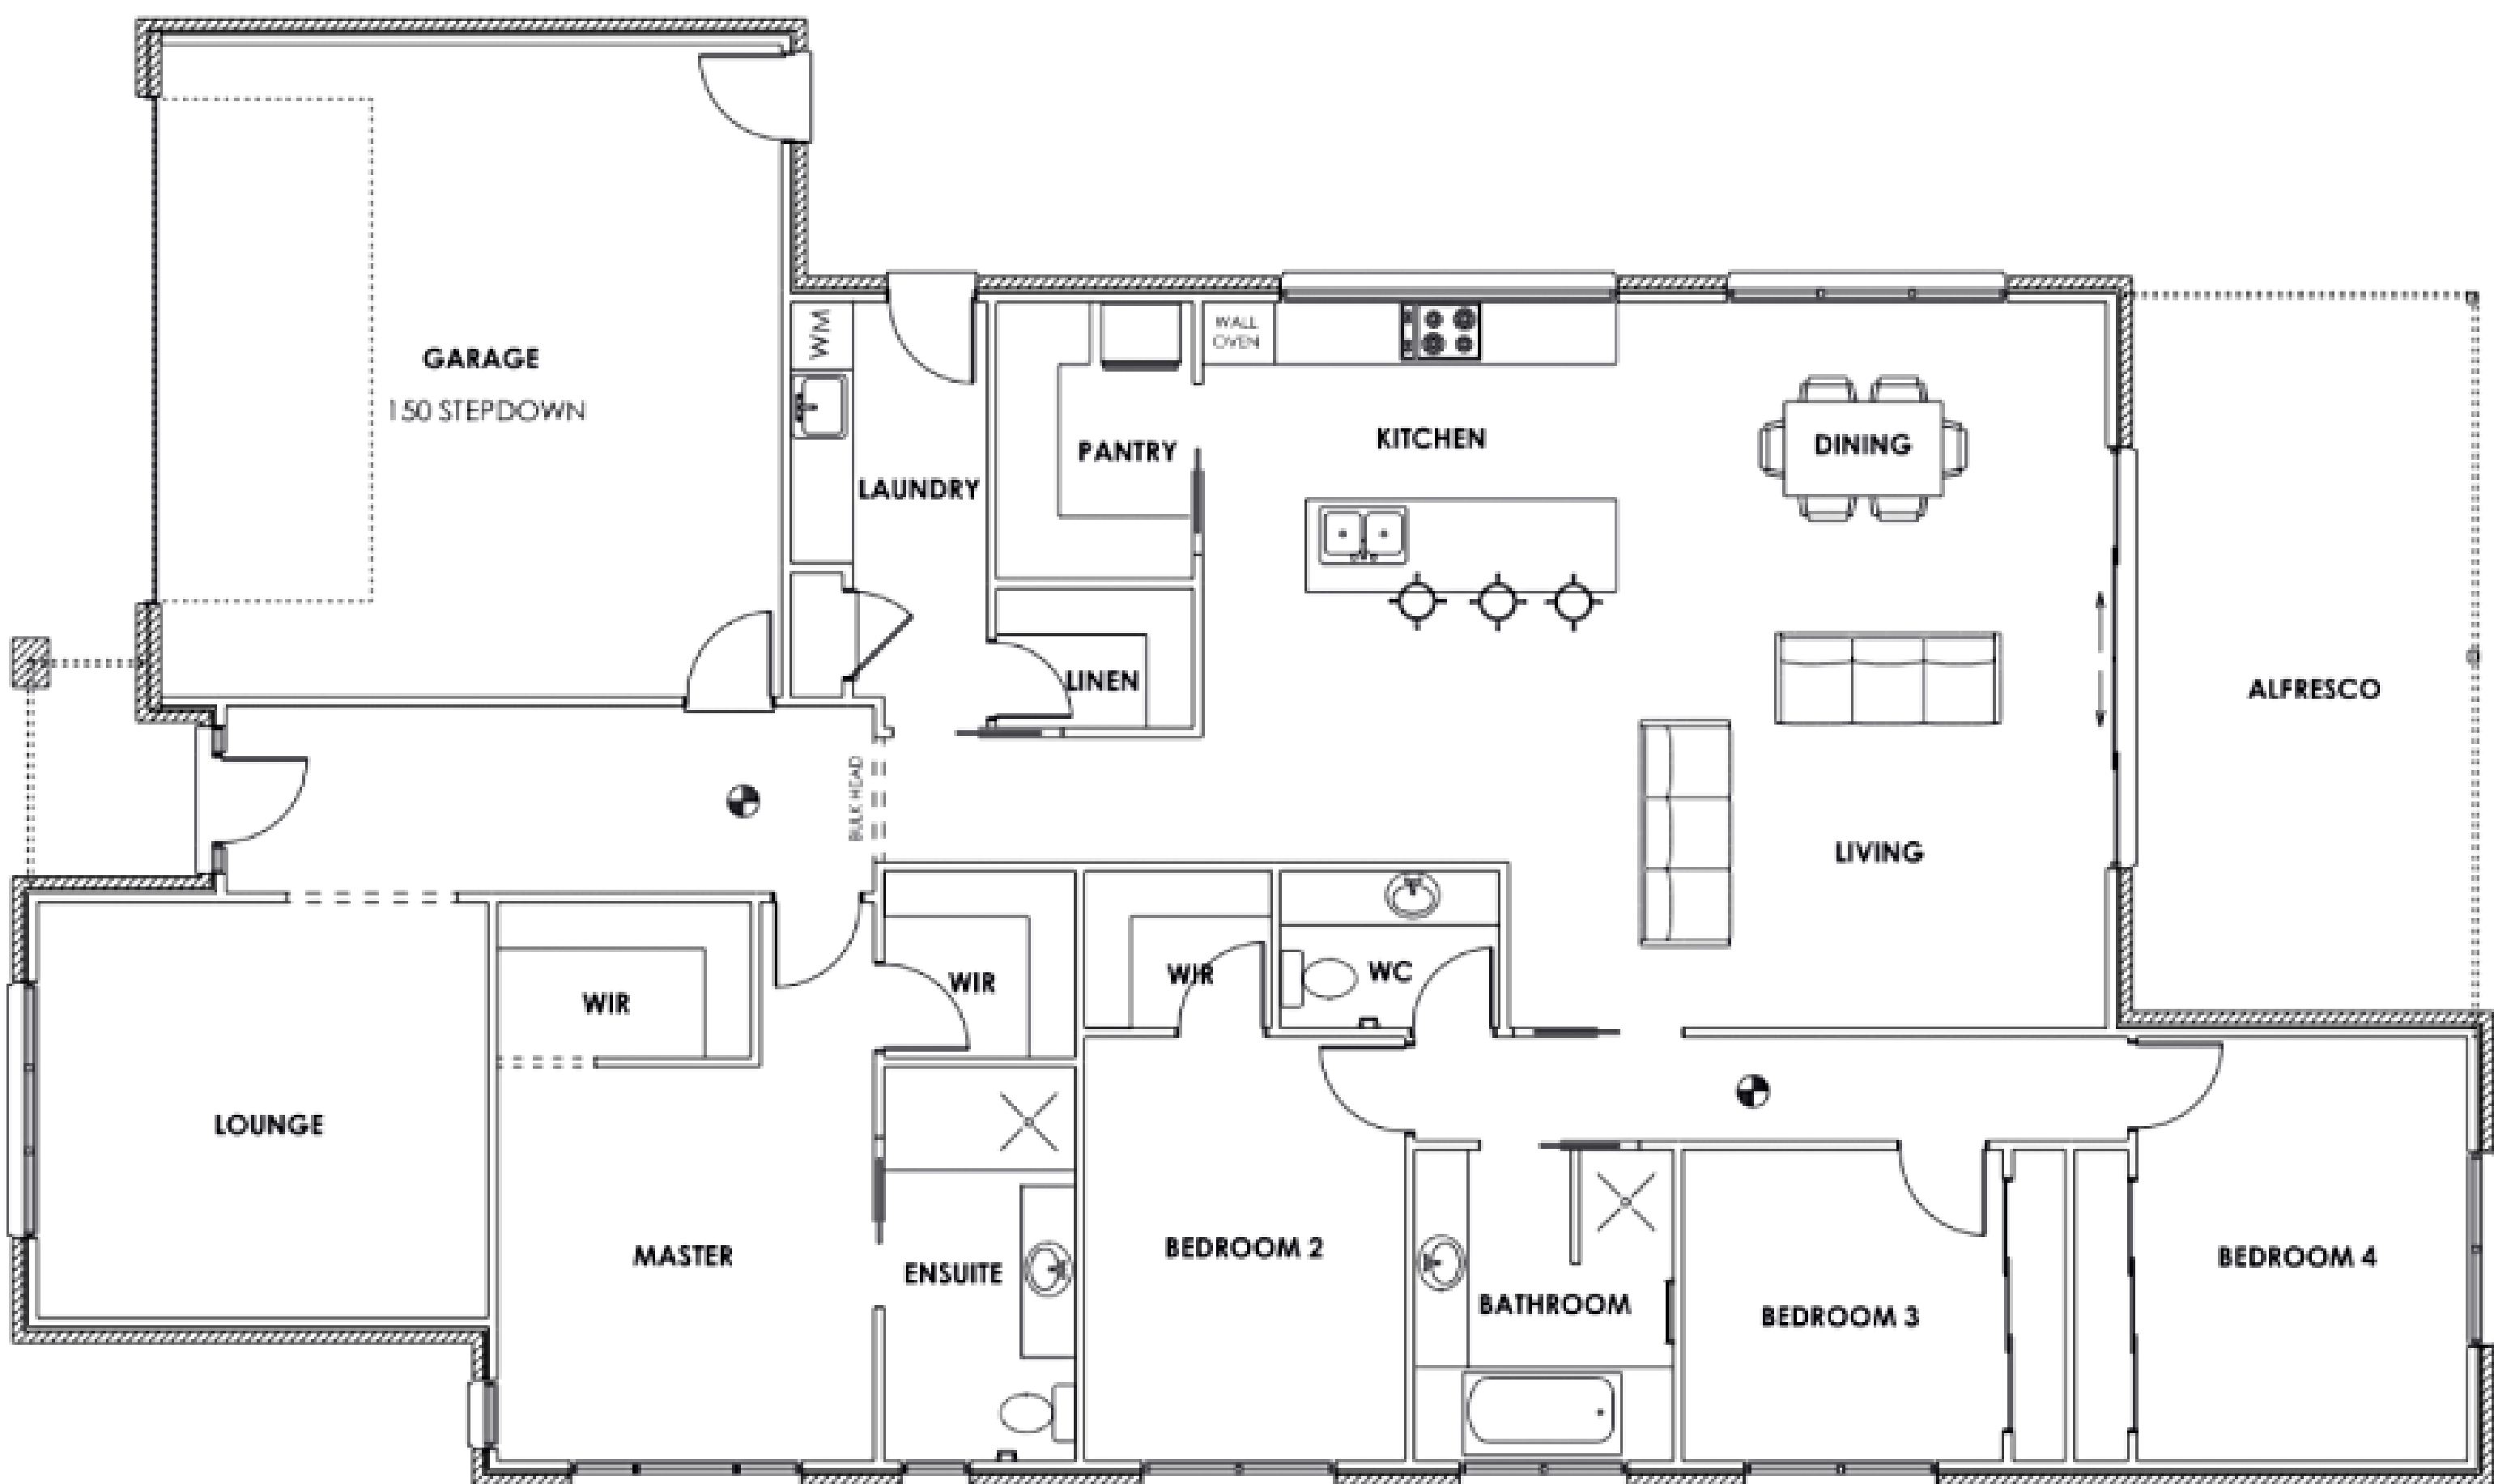 GARAGE
150 STEPDOWN
WM
LAUNDRY
PANTRY
WALL
OVEN
KITCHEN
DINING
LINEN
ALFRESCO
BULK HEAD
LIVING
WIR
WIR
WIR
WC
LOUNGE
MASTER
ENSUITE
BEDROOM 2
BATHROOM
BEDROOM 3
BEDROOM 4